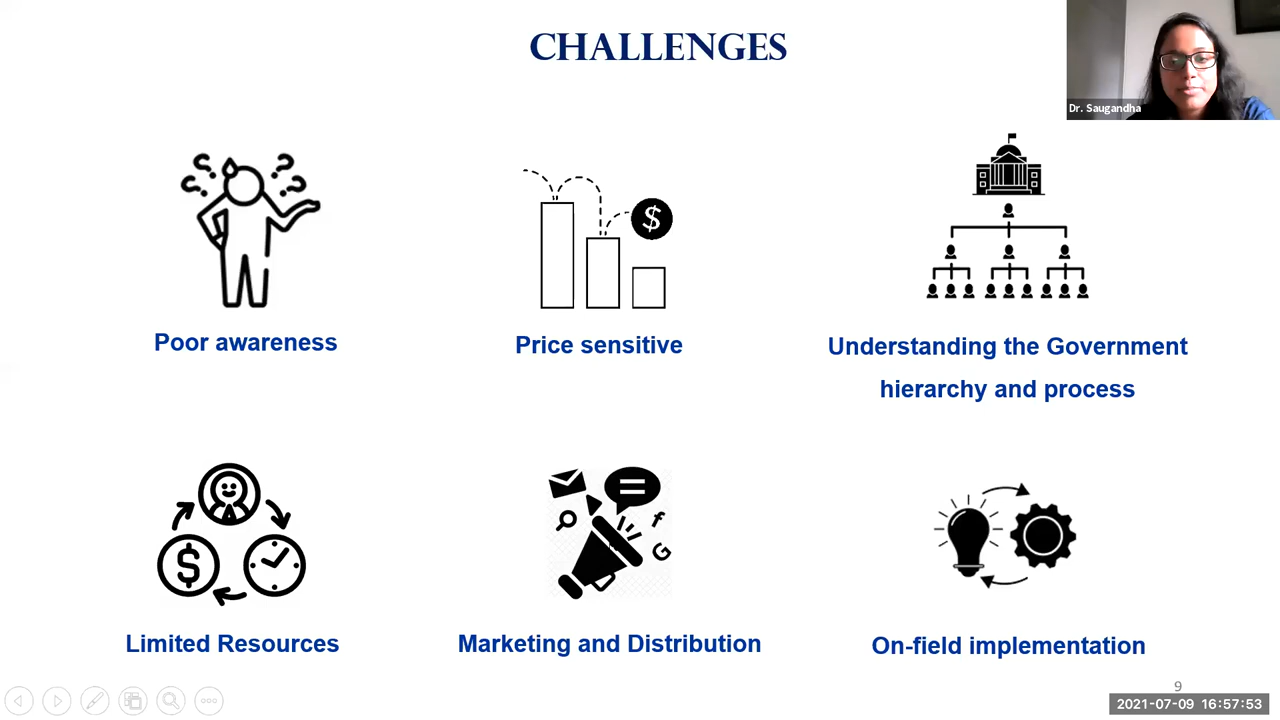 CHALLENGES
Dr. Saugandha
$
Poor awareness
Price sensitive
Understanding the Government
hierarchy and process
$
f
G
Limited Resources
Marketing and Distribution
On-field implementation
9
2021-07-09 16:57:53